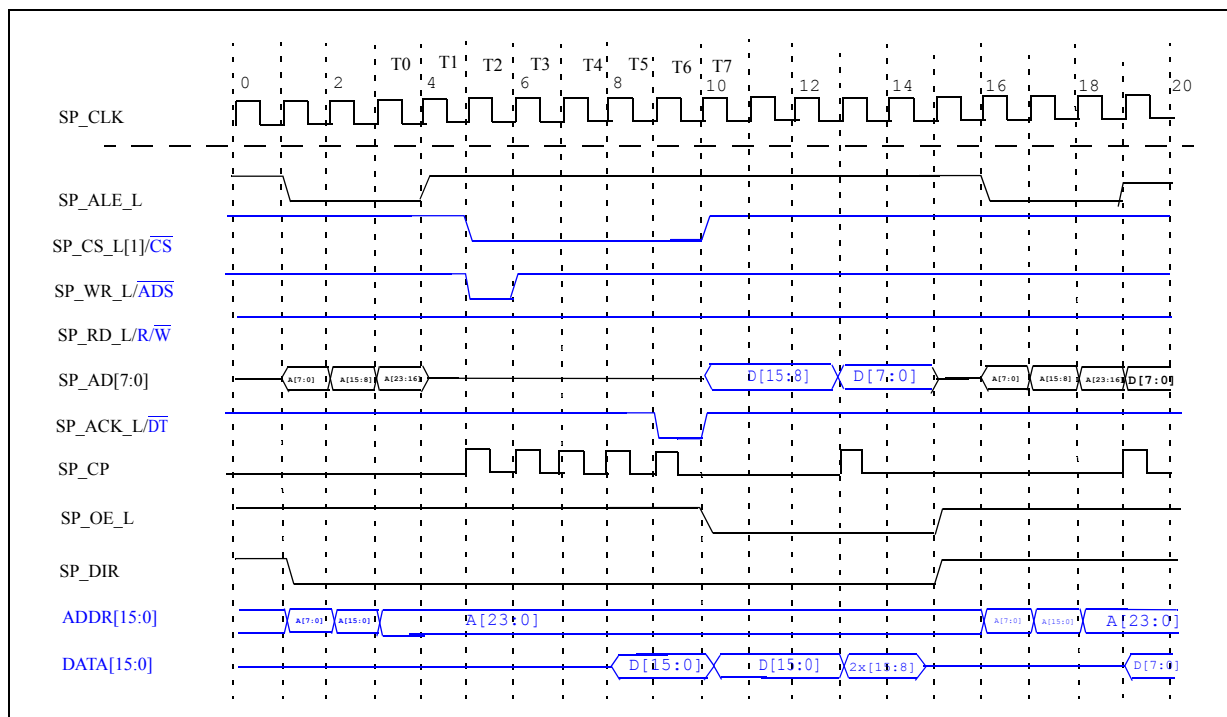 T0 T1 T2 T3 T4 T5 T6 T7
0 2 4 6 8 10 12 14 16 18 20
SP_CLK
SP_ALE_L
SP_CS_L[1]/CS
SP_WR_L/ADS
SP_RD_L/R/W
SP_AD[7:0] A[7:0] A[15:8] A[23:16] D[15:8] D[7:0] A[7:0] A[15:8] A[23:16] D[7:0]
SP_ACK_L/DT
SP_CP
SP_OE_L
SP_DIR
ADDR[15:0] A[7:0] A[15:0] A[23:0] A[7:0] A[15:0] A[23:0]
DATA[15:0] D[15:0] D[15:0] 2x[15:8] D[7:0]